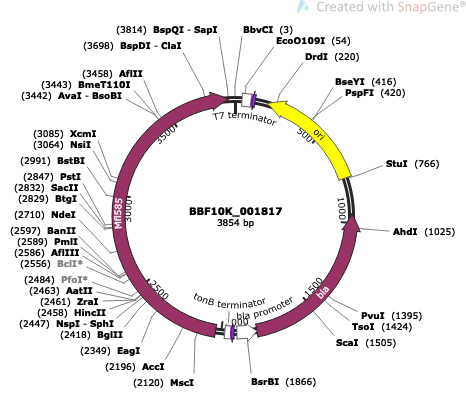 Created with SnapGene®
(3814) BspQI - SapI
BbvCI (3)
(3698) BspDI - ClaI
EcoO109I (54)
DrdI (220)
(3458) AflII
(3443) BmeT110I
(3442) AvaI - BsoBI
BseYI (416)
PspFI (420)
T7 terminator
ori
3500
500
(3085) XcmI
(3064) NsiI
(2991) BstBI
(2847) PstI
(2832) SacII
(2829) BtgI
(2710) NdeI
(2597) BanII
(2589) PmlI
(2586) AflIII
(2556) BclI*
(2484) PfoI*
(2463) AatII
(2461) ZraI
(2458) HincII
(2447) NspI - SphI
(2418) BglII
(2349) EagI
(2196) AccI
(2120) MscI
StuI (766)
Mfl585
3000
1000
BBF10K_001817
3854 bp
AhdI (1025)
2500
1500
bla
tonB terminator
bla promoter
PvuI (1395)
TsoI (1424)
ScaI (1505)
BsrBI (1866)